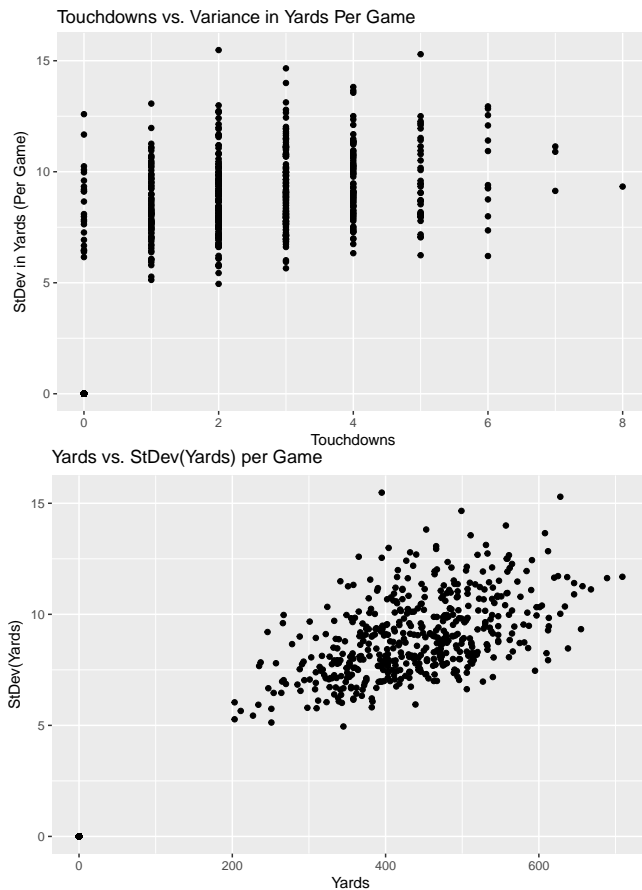 Touchdowns vs. Variance in Yards Per Game
15
10
5
0
StDev in Yards (Per Game)
0 2 4 6 8
Touchdowns
Yards vs. StDev(Yards) per Game
15
10
5
0
StDev(Yards)
0 200 400 600
Yards